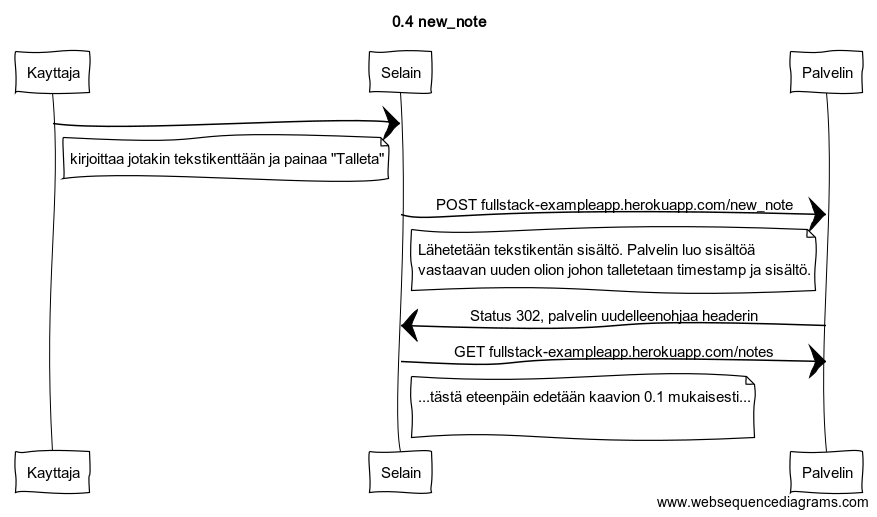 0.4 new_note
Kayttaja
Selain
Palvelin
kirjoittaa jotakin tekstikenttään ja painaa "Talleta"
POST fullstack-exampleapp.herokuapp.com/new_note
Lähetetään tekstikentän sisältö. Palvelin luo sisältöä
vastaavan uuden olion johon talletetaan timestamp ja sisältö.
Status 302, palvelin uudelleenohjaa headerin
GET fullstack-exampleapp.herokuapp.com/notes
...tästä eteenpäin edetään kaavion 0.1 mukaisesti...
Kayttaja
Selain
Palvelin
www.websequencediagrams.com